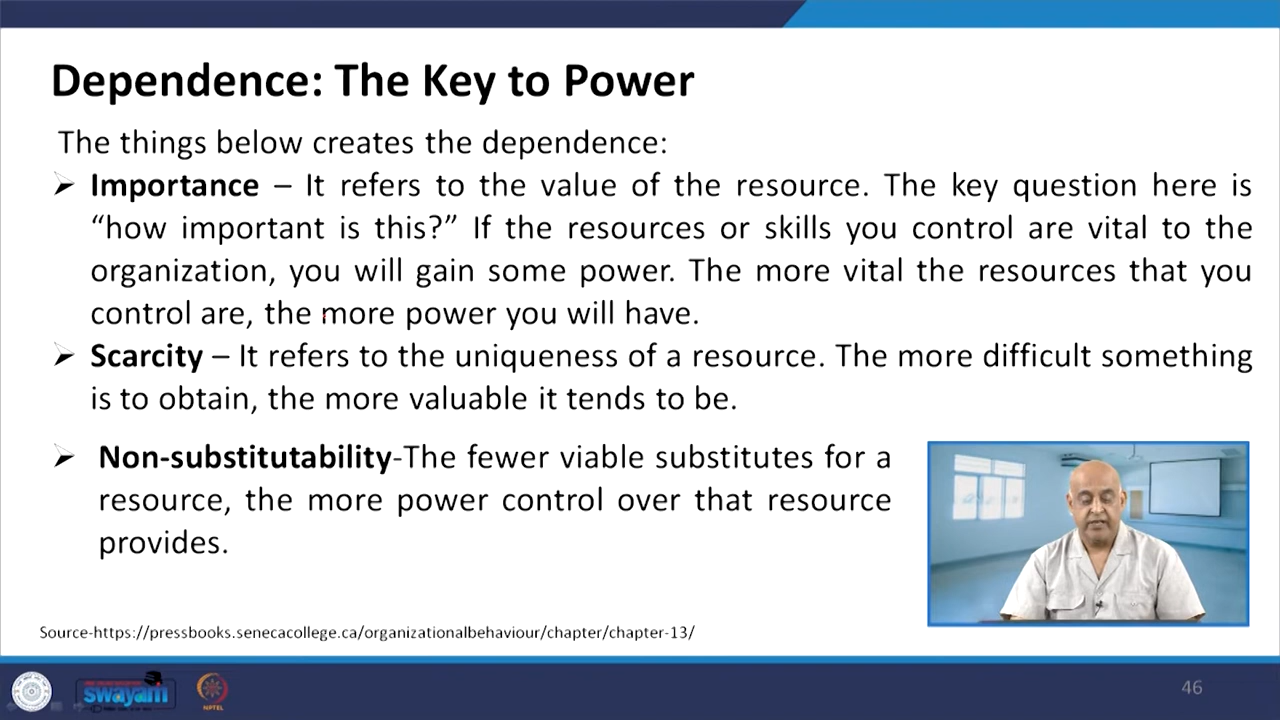 Dependence: The Key to Power
The things below creates the dependence:
Importance – It refers to the value of the resource. The key question here is
“how important is this?” If the resources or skills you control are vital to the
organization, you will gain some power. The more vital the resources that you
control are, the more power you will have.
Scarcity – It refers to the uniqueness of a resource. The more difficult something
is to obtain, the more valuable it tends to be.
Non-substitutability-The fewer viable substitutes for a
resource, the more power control over that resource
provides.
Source-https://pressbooks.senecacollege.ca/organizationalbehaviour/chapter/chapter-13/
swayam
NPTEL
46